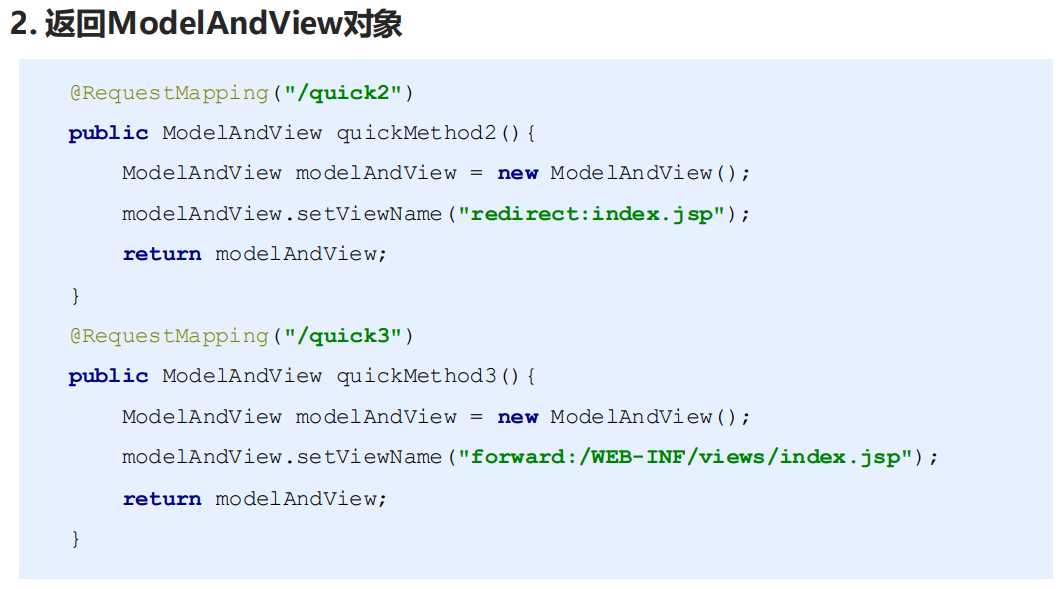 2. 返回ModelAndView对象
@RequestMapping("/quick2")
public ModelAndView quickMethod2(){
ModelAndView modelAndView = new ModelAndView();
modelAndView.setViewName("redirect:index.jsp");
return modelAndView;
}
@RequestMapping("/quick3")
public ModelAndView quickMethod3(){
ModelAndView modelAndView = new ModelAndView();
modelAndView.setViewName("forward:/WEB-INF/views/index.jsp");
return modelAndView;
}